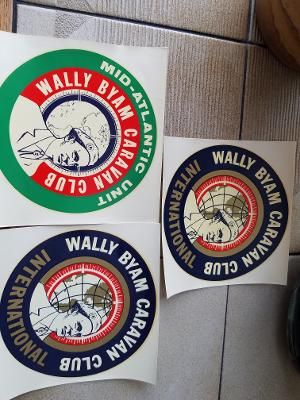 MID-ATLANTIC UNIT
WALLY BYAM CARAVAN CLUB
WALLY BYAM CARAVAN CLUB
INTERNATIONAL
WALLY BYAM CARAVAN CLUB
INTERNATIONAL